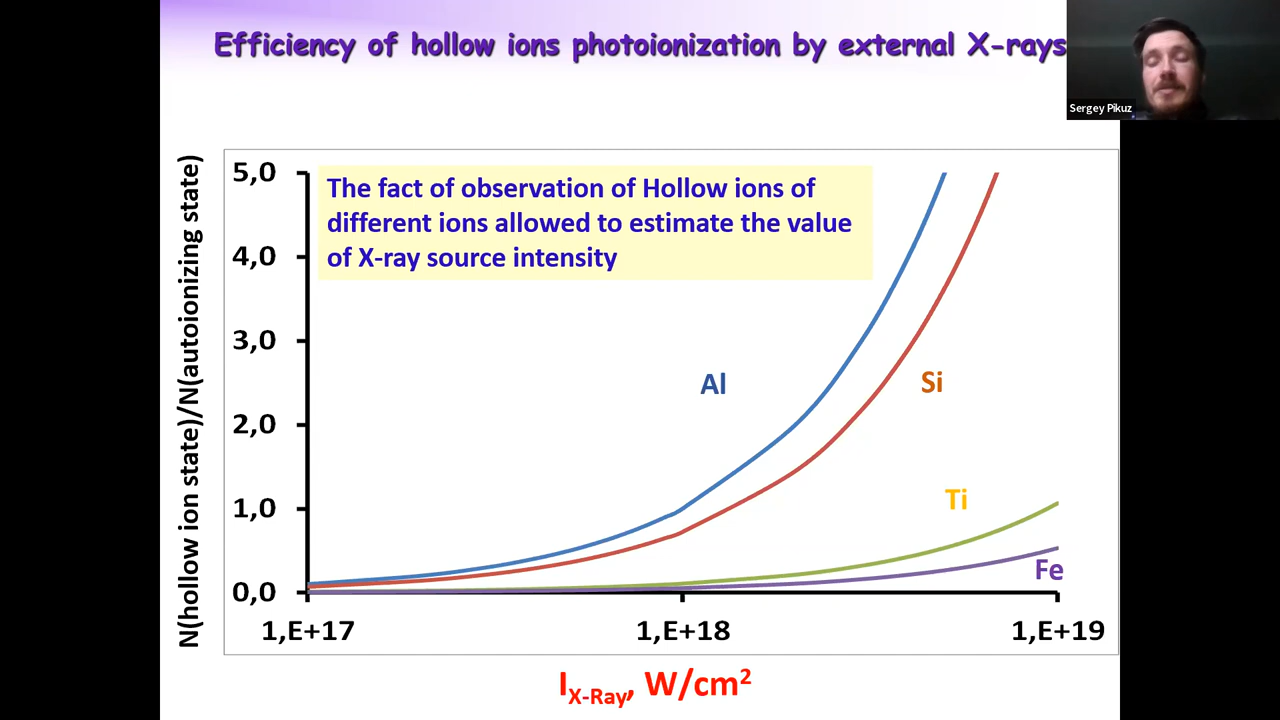 Efficiency of hollow ions photoionization by external X-rays
Sergey Pikuz
N(hollow ion state)/N(autoionizing state)
5,0
The fact of observation of Hollow ions of
different ions allowed to estimate the value
of X-ray source intensity
4,0
3,0
Al
Si
2,0
Ti
1,0
Fe
0,0
1,E+17
1,E+18
1,E+19
I_X-Ray, W/cm²